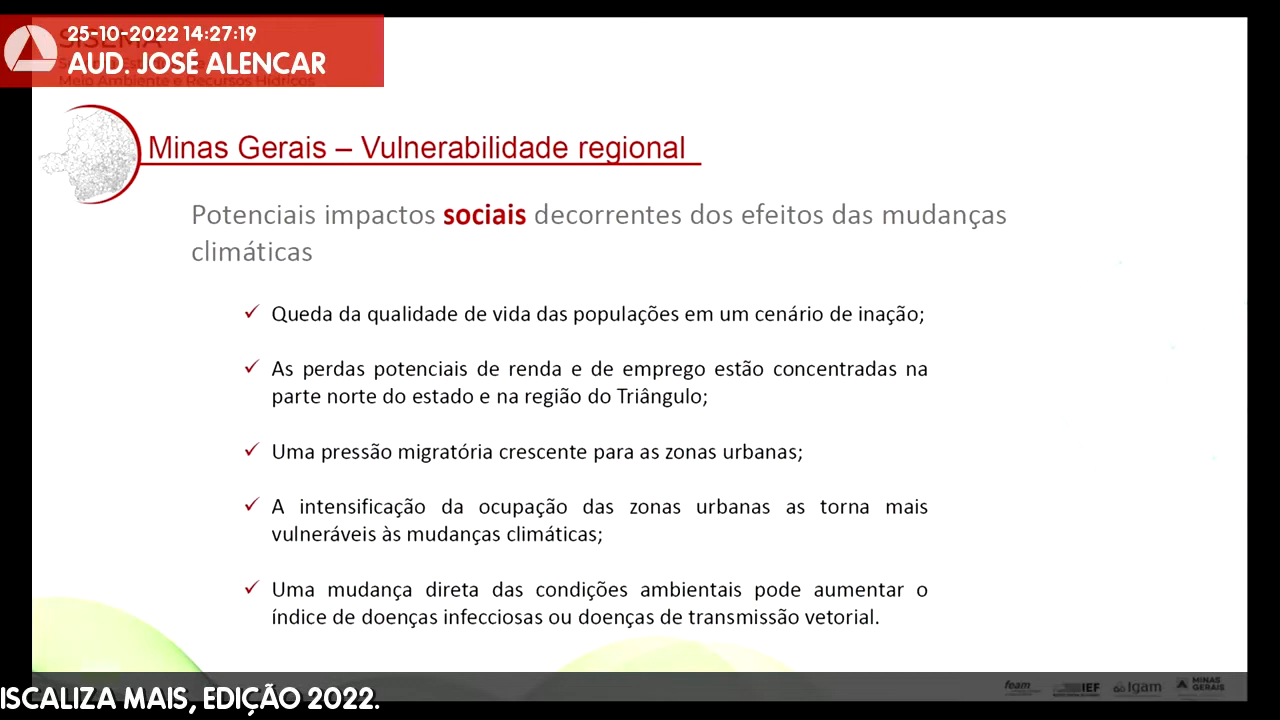 25-10-2022 14:27:19
AUD. JOSÉ ALENCAR
SISEMA
Meio Ambiente e Recursos Hídricos
Minas Gerais – Vulnerabilidade regional
Potenciais impactos sociais decorrentes dos efeitos das mudanças
climáticas
✓ Queda da qualidade de vida das populações em um cenário de inação;
✓ As perdas potenciais de renda e de emprego estão concentradas na
parte norte do estado e na região do Triângulo;
✓ Uma pressão migratória crescente para as zonas urbanas;
✓ A intensificação da ocupação das zonas urbanas as torna mais
vulneráveis às mudanças climáticas;
✓ Uma mudança direta das condições ambientais pode aumentar o
índice de doenças infecciosas ou doenças de transmissão vetorial.
feam IEF Igam MINAS GERAIS
ISCALIZA MAIS, EDIÇÃO 2022.